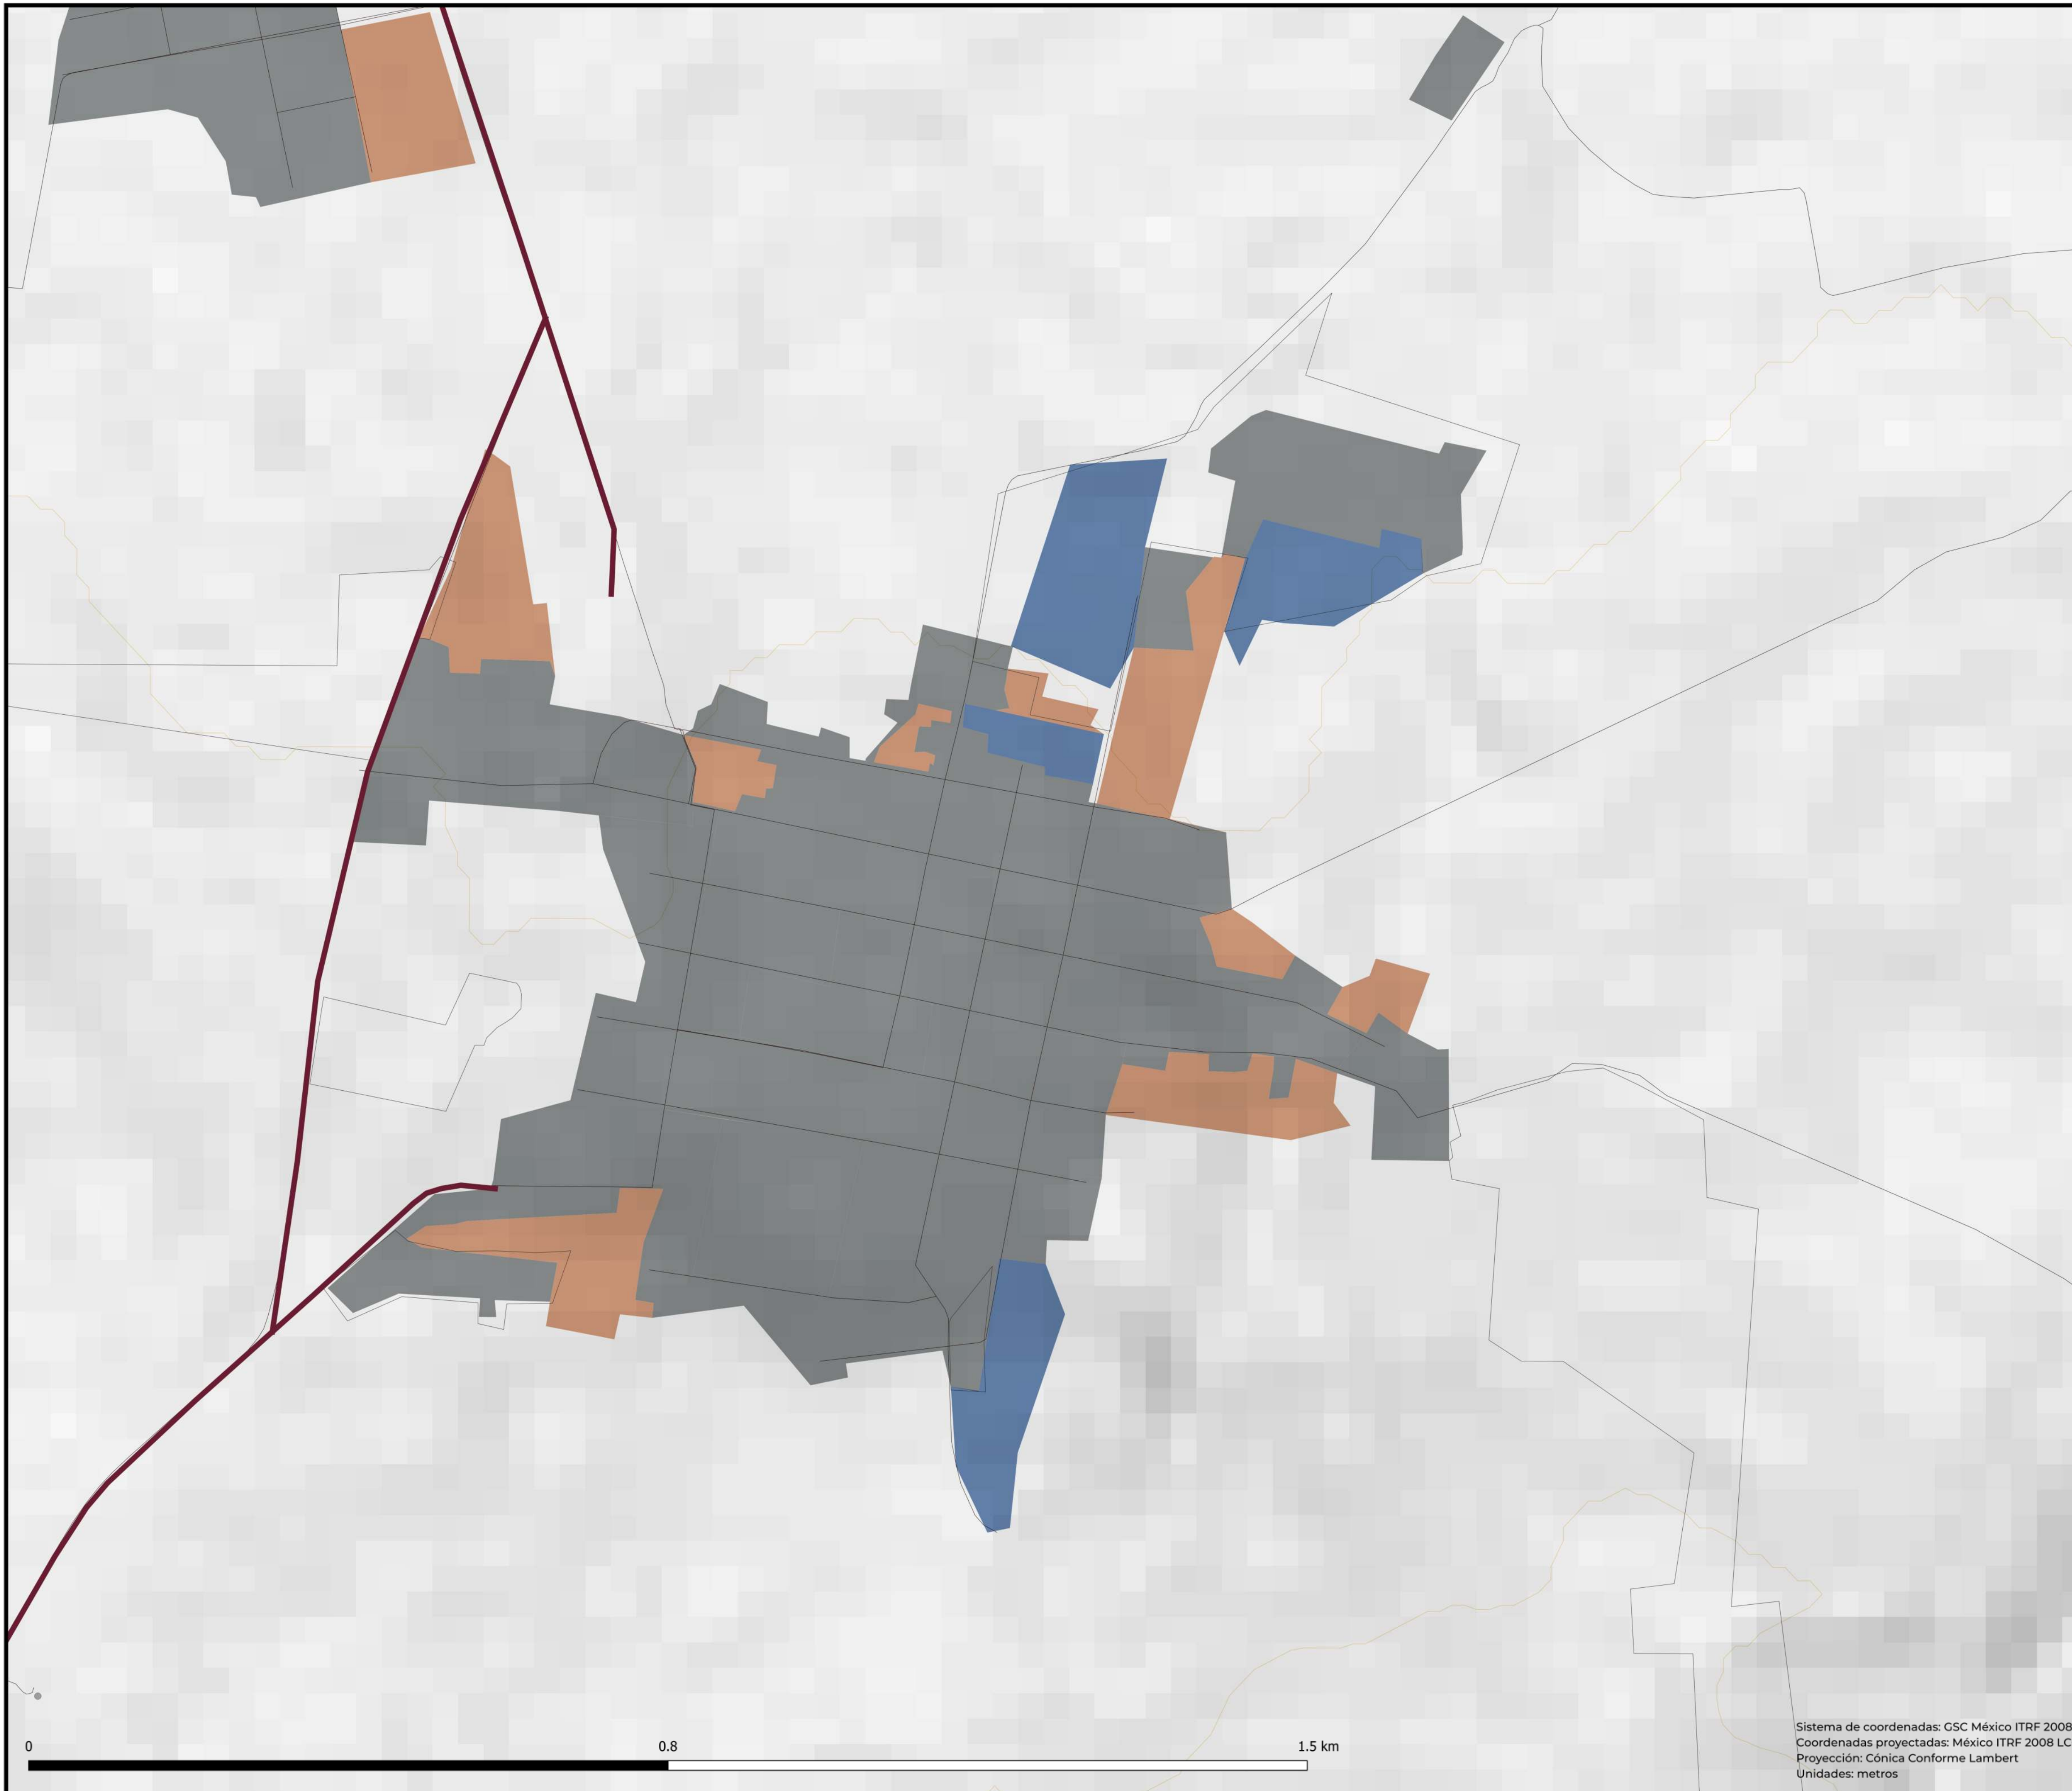 0 0.8 1.5 km
Sistema de coordenadas: GSC México ITRF 2008
Coordenadas proyectadas: México ITRF 2008 LC
Proyección: Cónica Conforme Lambert
Unidades: metros